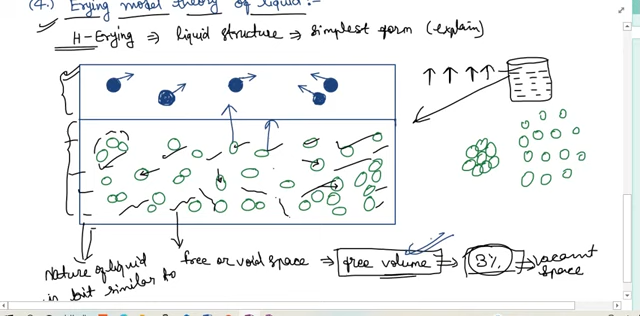 (4.) Erying model theory of liquid :-
H-Erying ⇒ liquid structure ⇒ simplest form (explain)
Nature of liquid is bit similar to
free or void space ⇒ free volume ⇒ 3% ⇒ vacant space